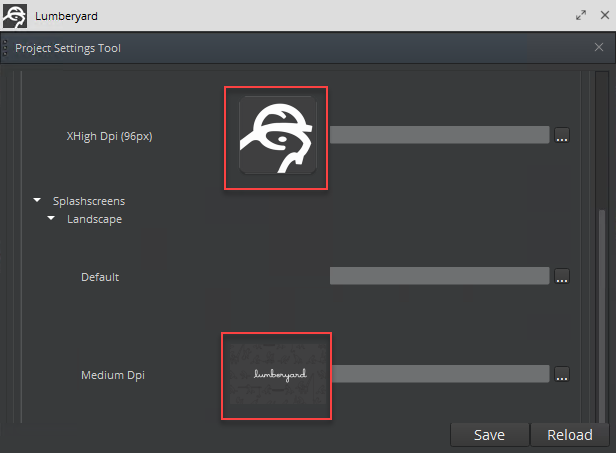 Lumberyard
Project Settings Tool
XHigh Dpi (96px)
...
Splashscreens
Landscape
Default
...
lumberyard
Medium Dpi
...
Save
Reload